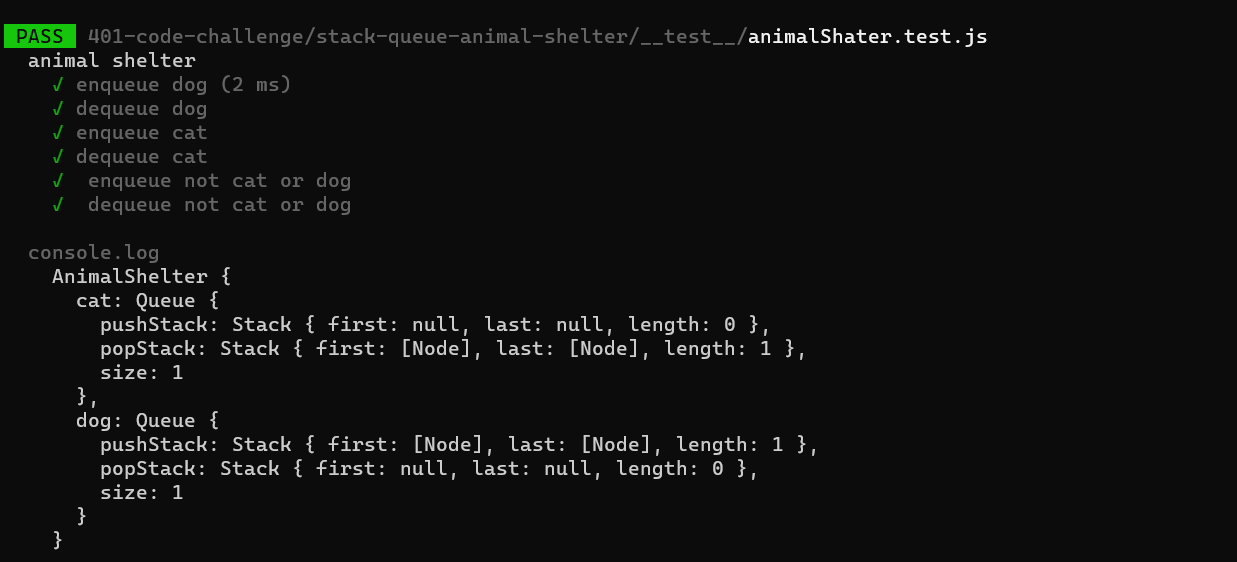 PASS 401-code-challenge/stack-queue-animal-shelter/__test__/animalShater.test.js
animal shelter
√ enqueue dog (2 ms)
√ dequeue dog
√ enqueue cat
√ dequeue cat
√  enqueue not cat or dog
√  dequeue not cat or dog
console.log
AnimalShelter {
cat: Queue {
pushStack: Stack { first: null, last: null, length: 0 },
popStack: Stack { first: [Node], last: [Node], length: 1 },
size: 1
},
dog: Queue {
pushStack: Stack { first: [Node], last: [Node], length: 1 },
popStack: Stack { first: null, last: null, length: 0 },
size: 1
}
}